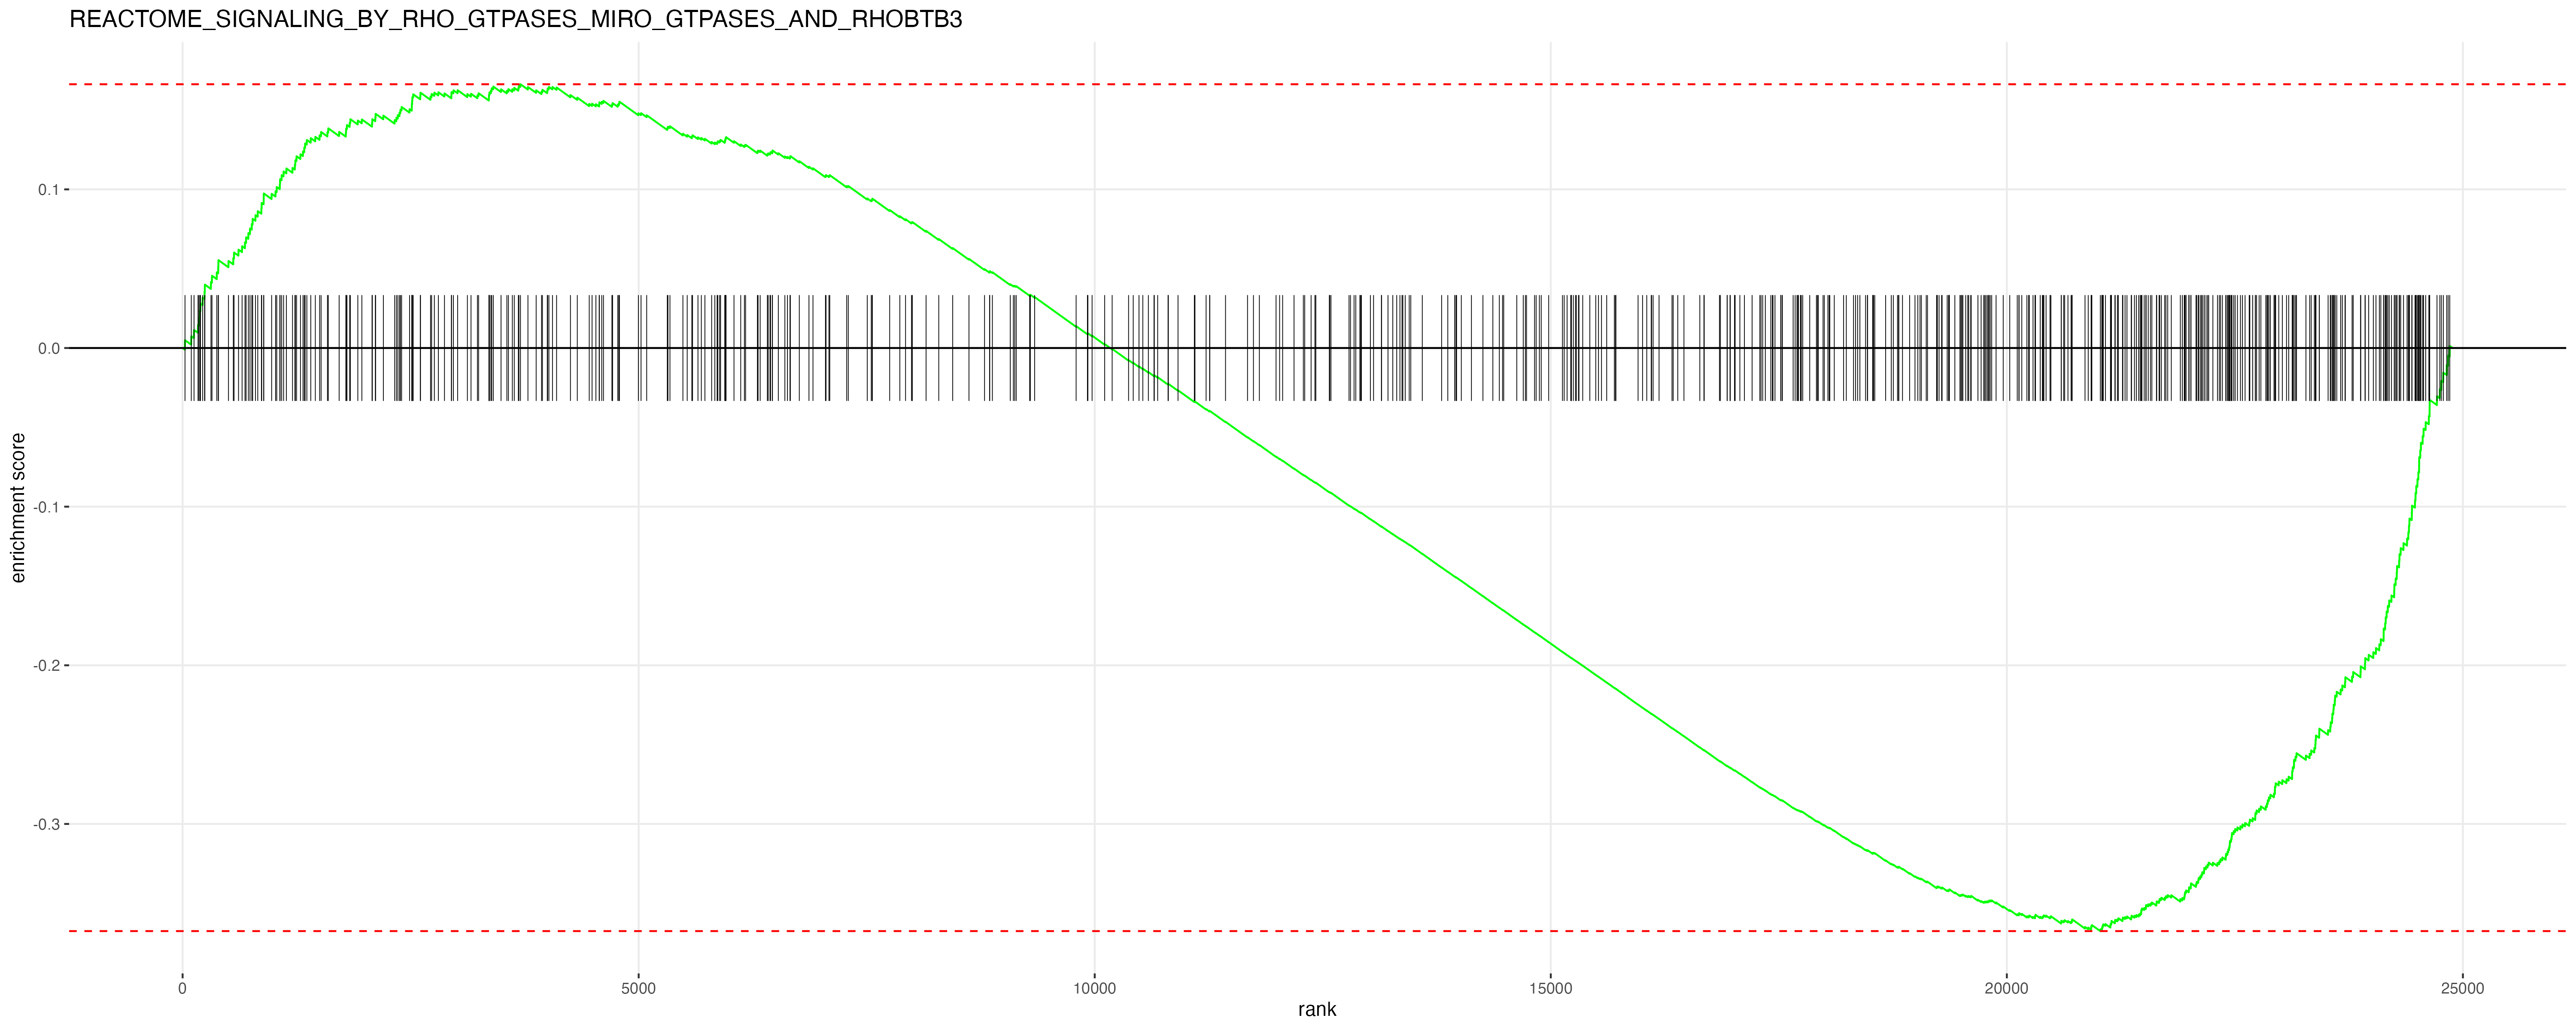 REACTOME_SIGNALING_BY_RHO_GTPASES_MIRO_GTPASES_AND_RHOBTB3
0.1
0.0
-0.1
-0.2
-0.3
enrichment score
0 5000 10000 15000 20000 25000
rank